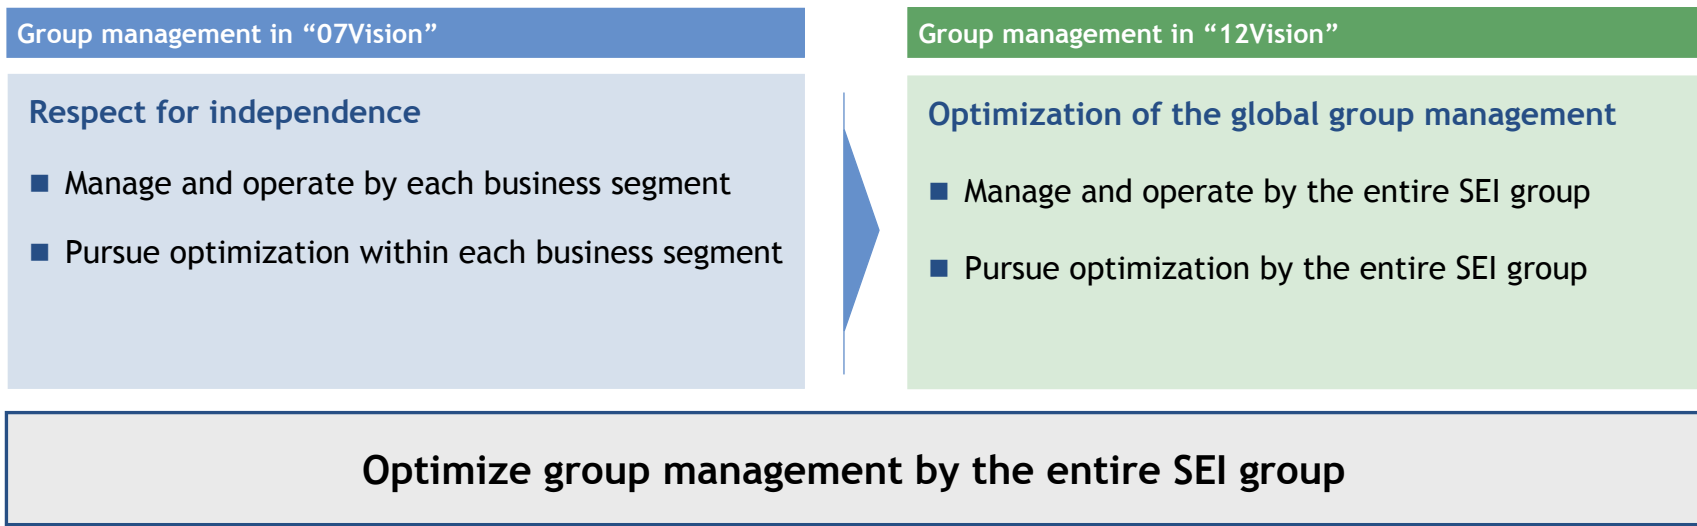 Group management in “07Vision”
Respect for independence
■ Manage and operate by each business segment
■ Pursue optimization within each business segment
Group management in “12Vision”
Optimization of the global group management
■ Manage and operate by the entire SEI group
■ Pursue optimization by the entire SEI group
Optimize group management by the entire SEI group